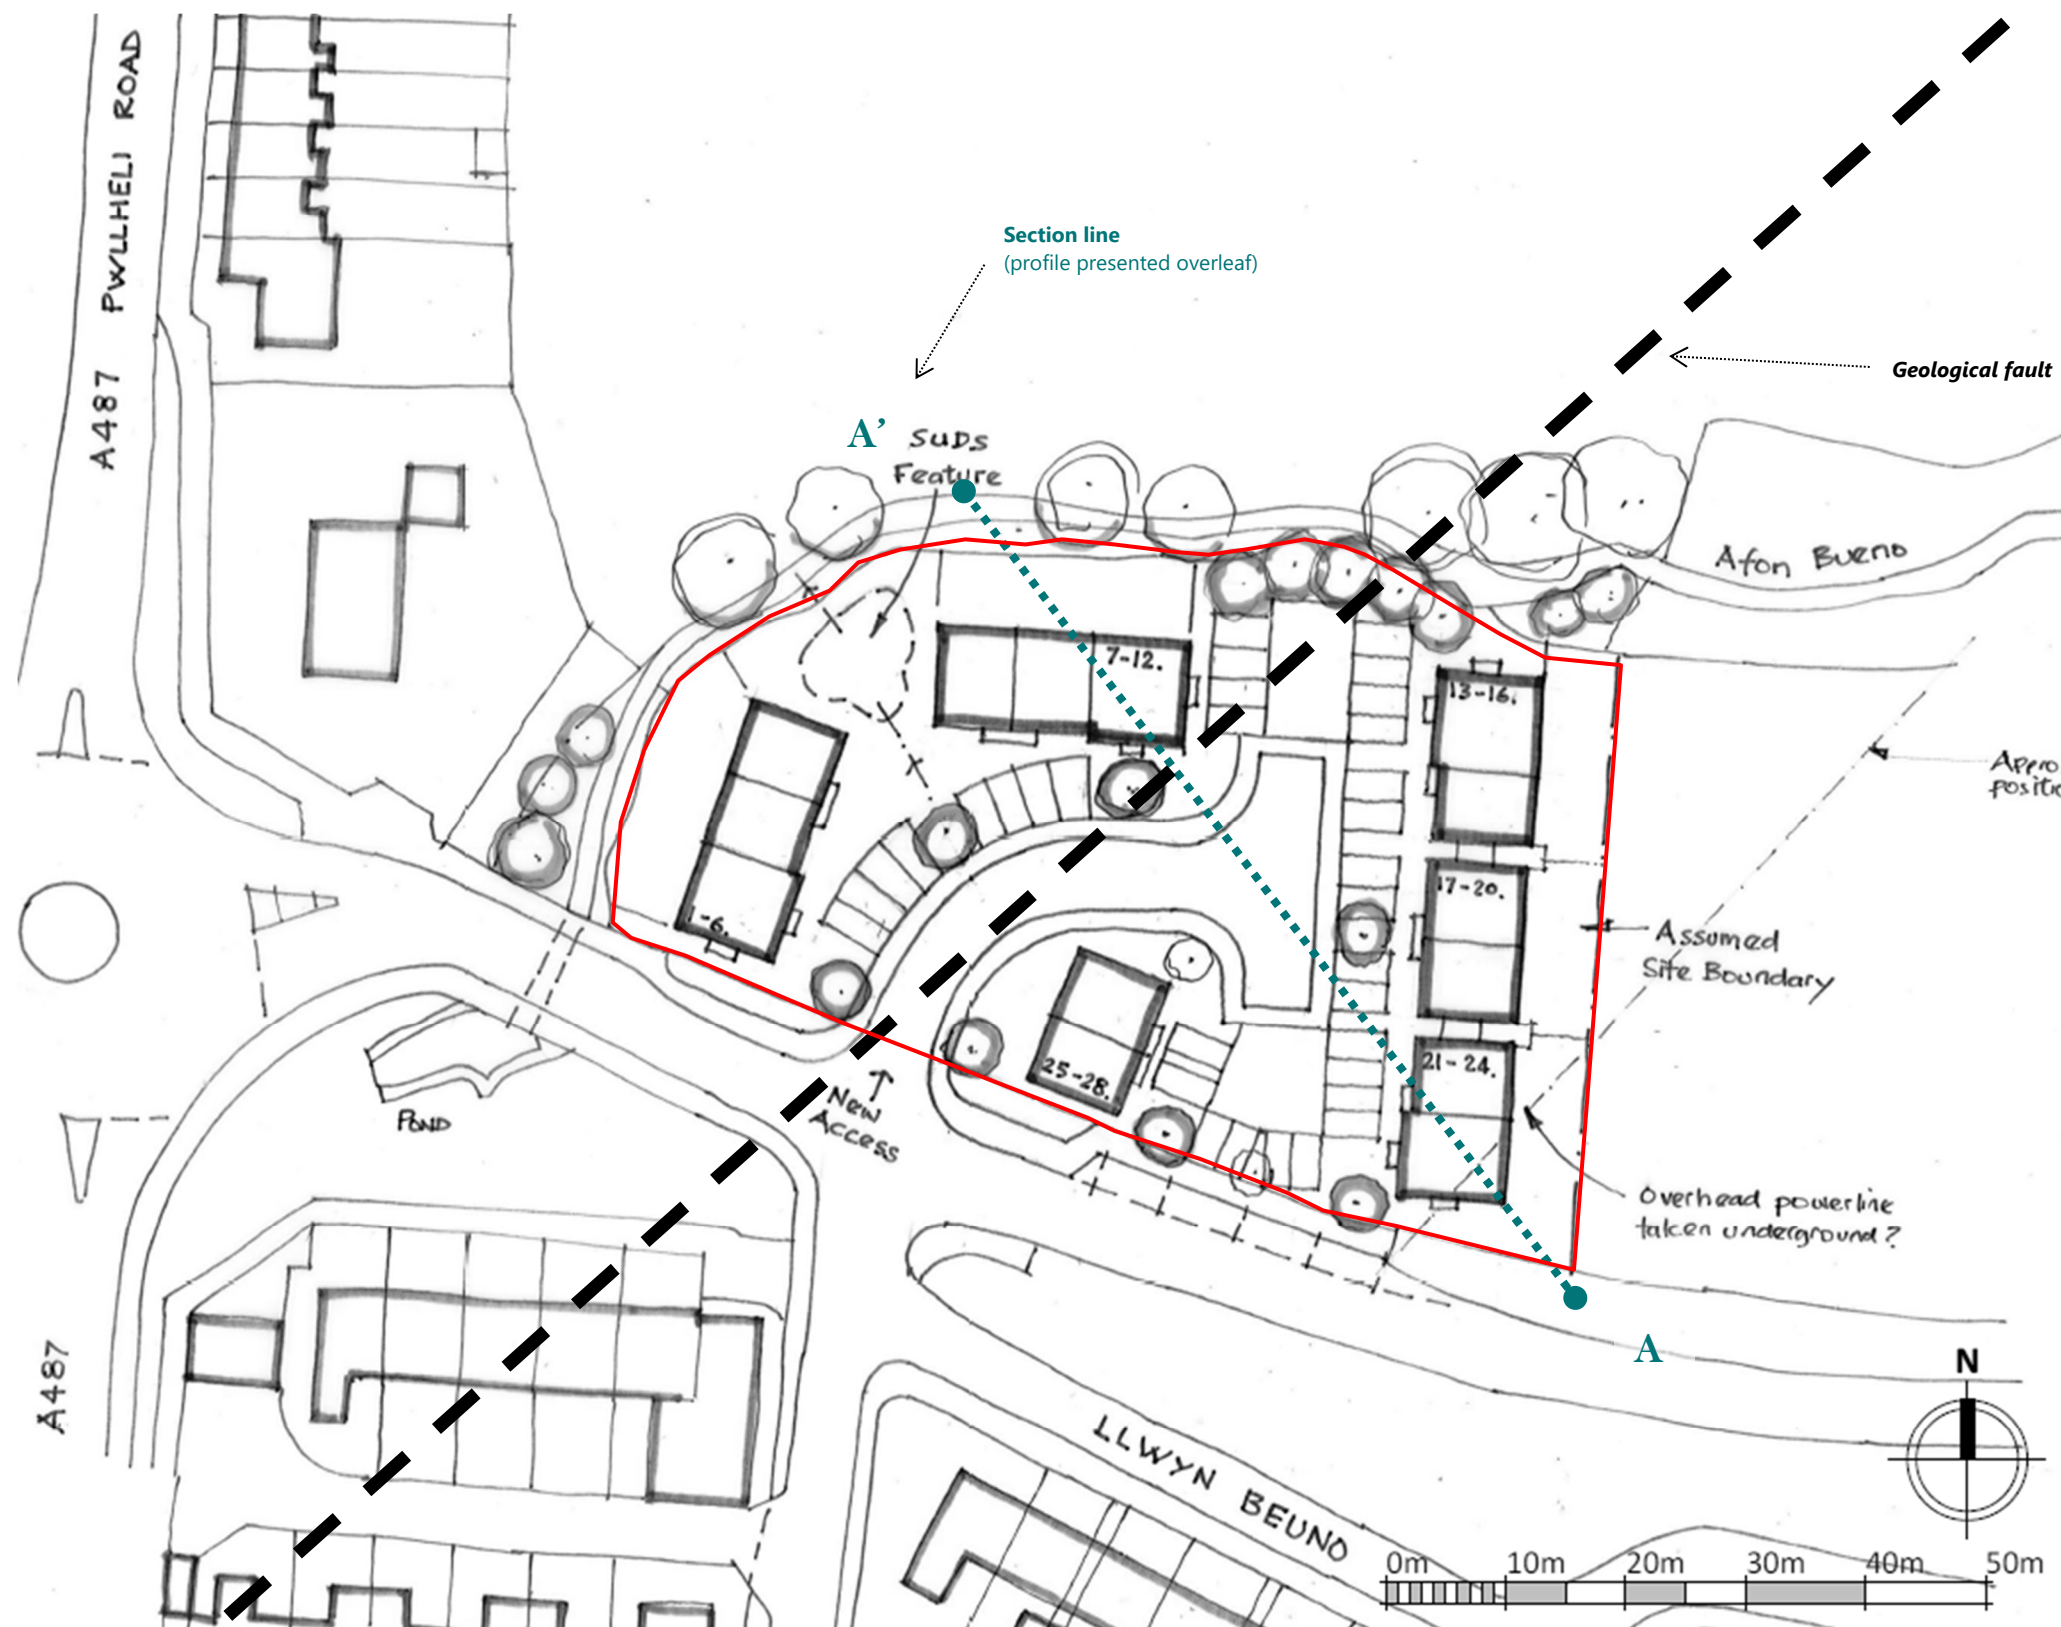 A487 PWLLHELI ROAD
Section line
(profile presented overleaf)
Geological fault
A’
SUDS
Feature
Afon Bueno
7-12.
13-16.
Appro
positi
17-20.
1-6.
Assumed
Site Boundary
21-24.
25-28.
New
Access
POND
Overhead powerline
taken underground?
A
A487
N
LLWYN BEUNO
0m 10m 20m 30m 40m 50m